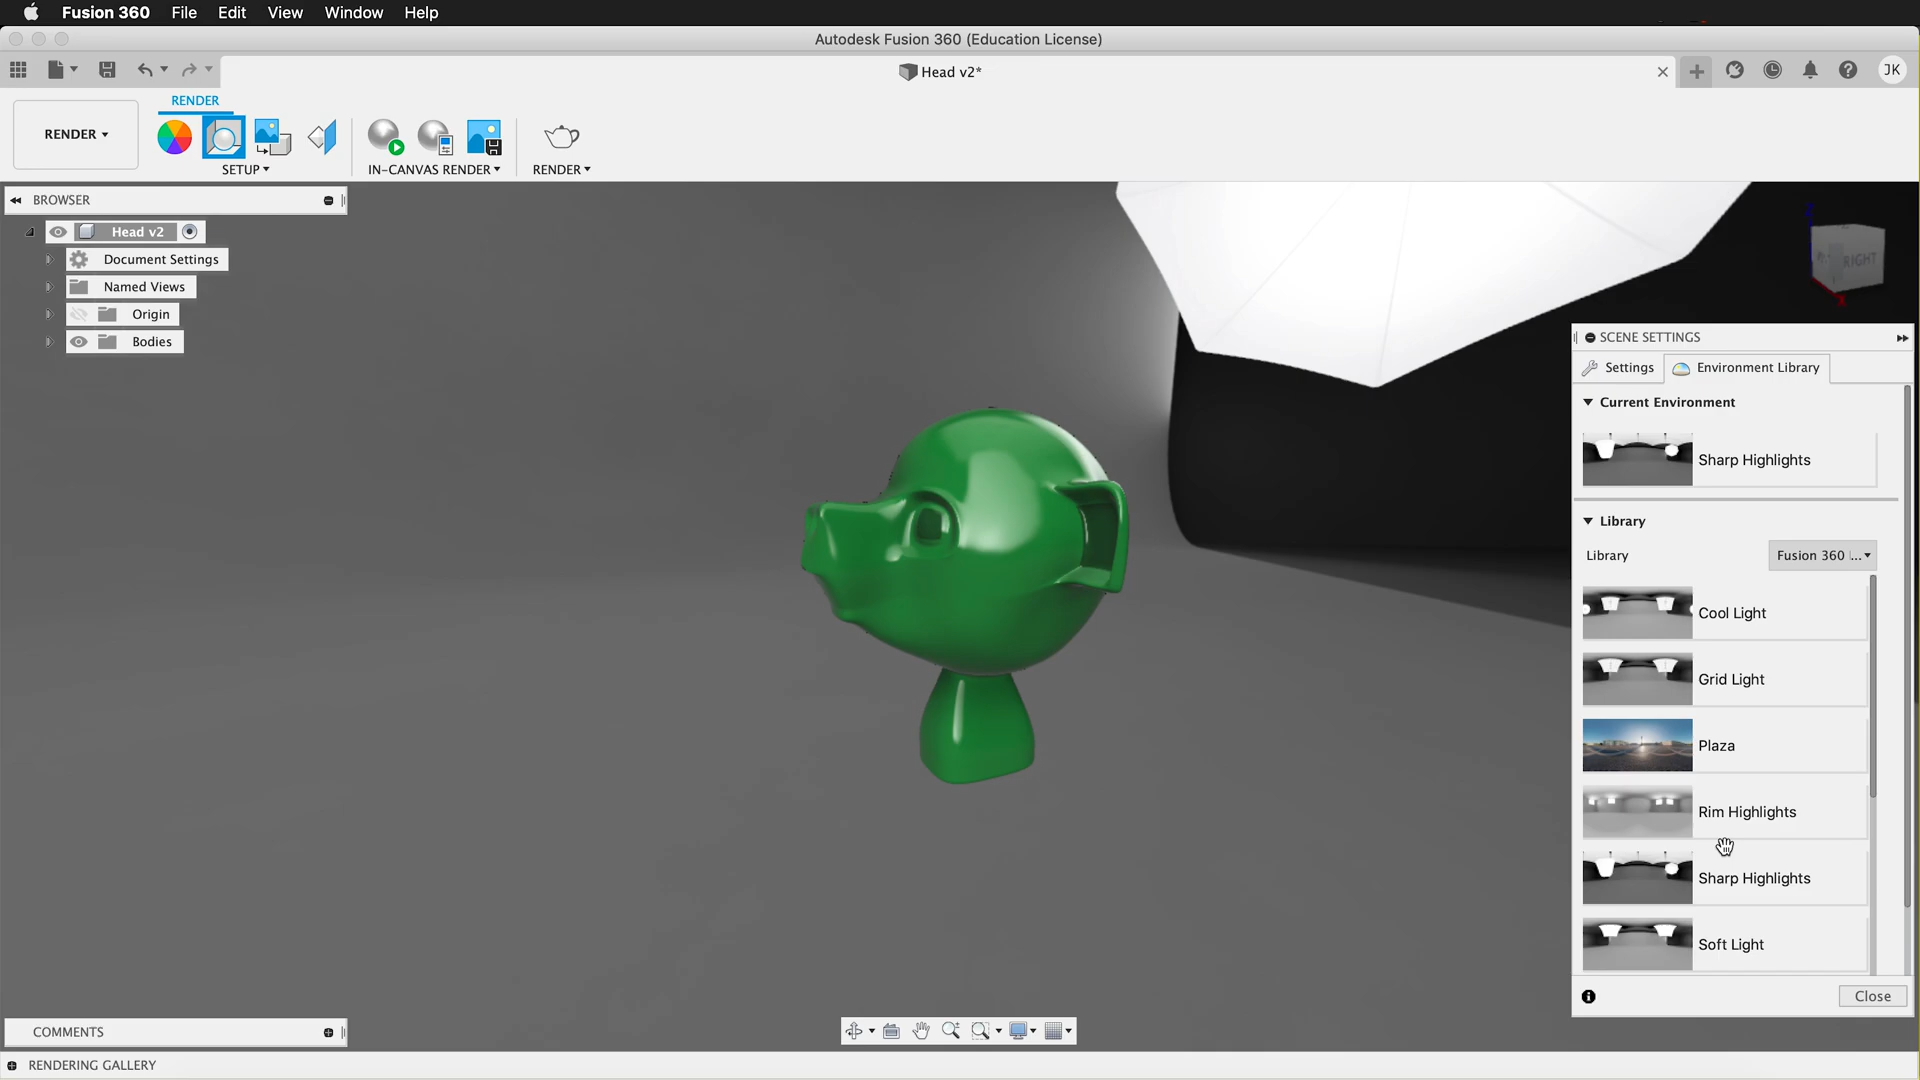 Fusion 360 File Edit View Window Help
Autodesk Fusion 360 (Education License)
Head v2*
JK
RENDER
RENDER
SETUP
IN-CANVAS RENDER
RENDER
BROWSER
Head v2
Document Settings
Named Views
Origin
Bodies
RIGHT
X
SCENE SETTINGS
Settings
Environment Library
Current Environment
Sharp Highlights
Library
Library
Fusion 360 ...
Cool Light
Grid Light
Plaza
Rim Highlights
Sharp Highlights
Soft Light
Close
COMMENTS
RENDERING GALLERY